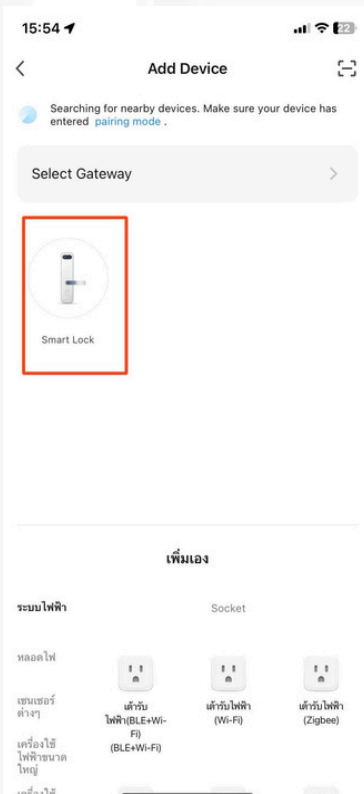 15:54
22
Add Device
Searching for nearby devices. Make sure your device has
entered pairing mode .
Select Gateway
Smart Lock
เพิ่มเอง
ระบบไฟฟ้า
Socket
หลอดไฟ
เซนเซอร์
ต่างๆ
เครื่องใช้
ไฟฟ้าขนาด
ใหญ่
เต้ารับ
ไฟฟ้า(BLE+Wi-
Fi)
(BLE+Wi-Fi)
เต้ารับไฟฟ้า
(Wi-Fi)
เต้ารับไฟฟ้า
(Zigbee)